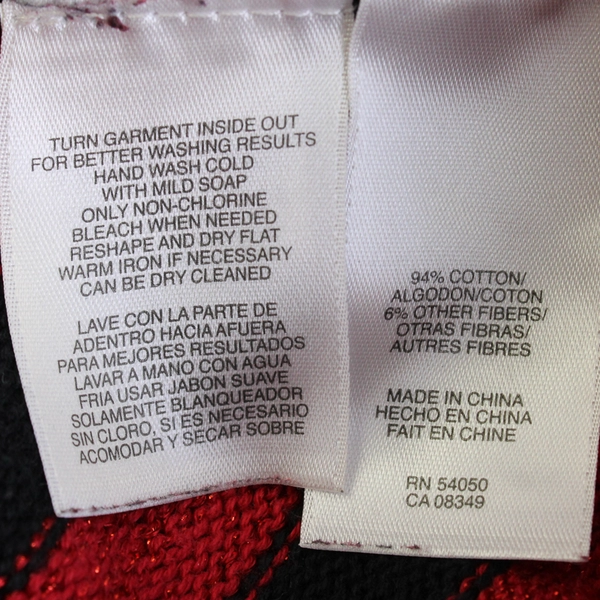 TURN GARMENT INSIDE OUT
FOR BETTER WASHING RESULTS
HAND WASH COLD
WITH MILD SOAP
ONLY NON-CHLORINE
BLEACH WHEN NEEDED
RESHAPE AND DRY FLAT
WARM IRON IF NECESSARY
CAN BE DRY CLEANED
LAVE CON LA PARTE DE
ADENTRO HACIA AFUERA
PARA MEJORES RESULTADOS
LAVAR A MANO CON AGUA
FRIA USAR JABON SUAVE
SOLAMENTE BLANQUEADOR
SIN CLORO, SI ES NECESARIO
ACOMODAR Y SECAR SOBRE
94% COTTON/
ALGODON/COTON
6% OTHER FIBERS/
OTRAS FIBRAS/
AUTRES FIBRES
MADE IN CHINA
HECHO EN CHINA
FAIT EN CHINE
RN 54050
CA 08349